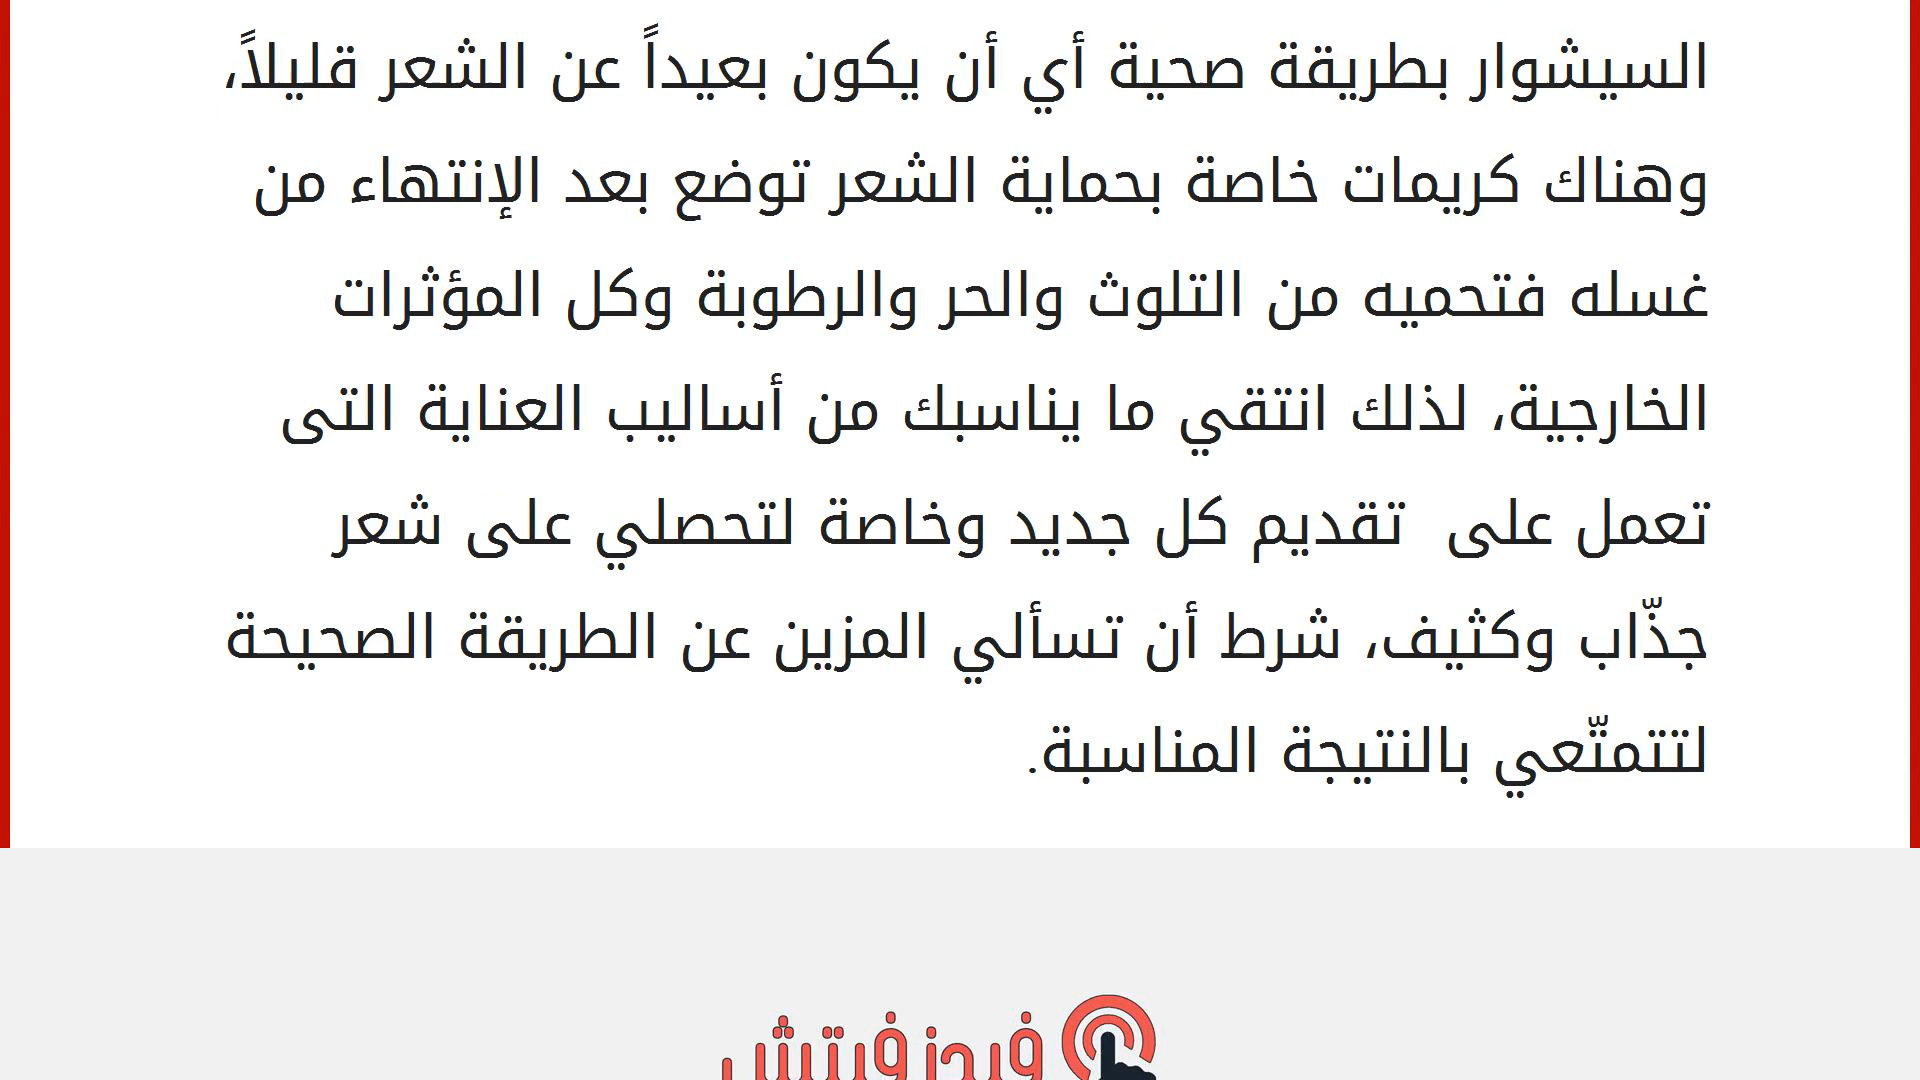 السيشوار بطريقة صحية أي أن يكون بعيداً عن الشعر قليلاً،
وهناك كريمات خاصة بحماية الشعر توضع بعد الإنتهاء من
غسله فتحميه من التلوث والحر والرطوبة وكل المؤثرات
الخارجية، لذلك انتقي ما يناسبك من أساليب العناية التى
تعمل على  تقديم كل جديد وخاصة لتحصلي على شعر
جذّاب وكثيف، شرط أن تسألي المزين عن الطريقة الصحيحة
لتتمتّعي بالنتيجة المناسبة.